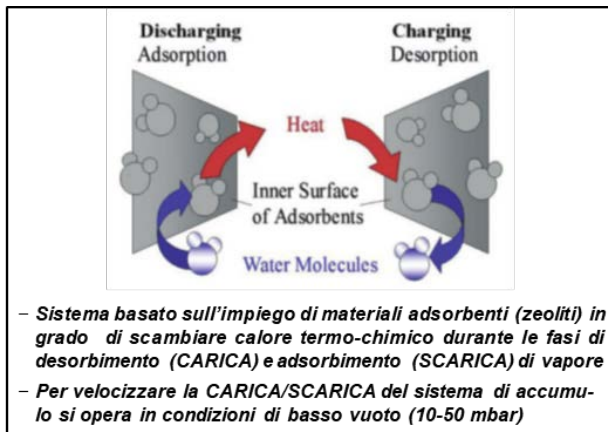 Discharging
Adsorption
Charging
Desorption
Heat
Inner Surface
of Adsorbents
Water Molecules
– Sistema basato sull'impiego di materiali adsorbenti (zeoliti) in
grado di scambiare calore termo-chimico durante le fasi di
desorbimento (CARICA) e adsorbimento (SCARICA) di vapore
– Per velocizzare la CARICA/SCARICA del sistema di accumu-
lo si opera in condizioni di basso vuoto (10-50 mbar)